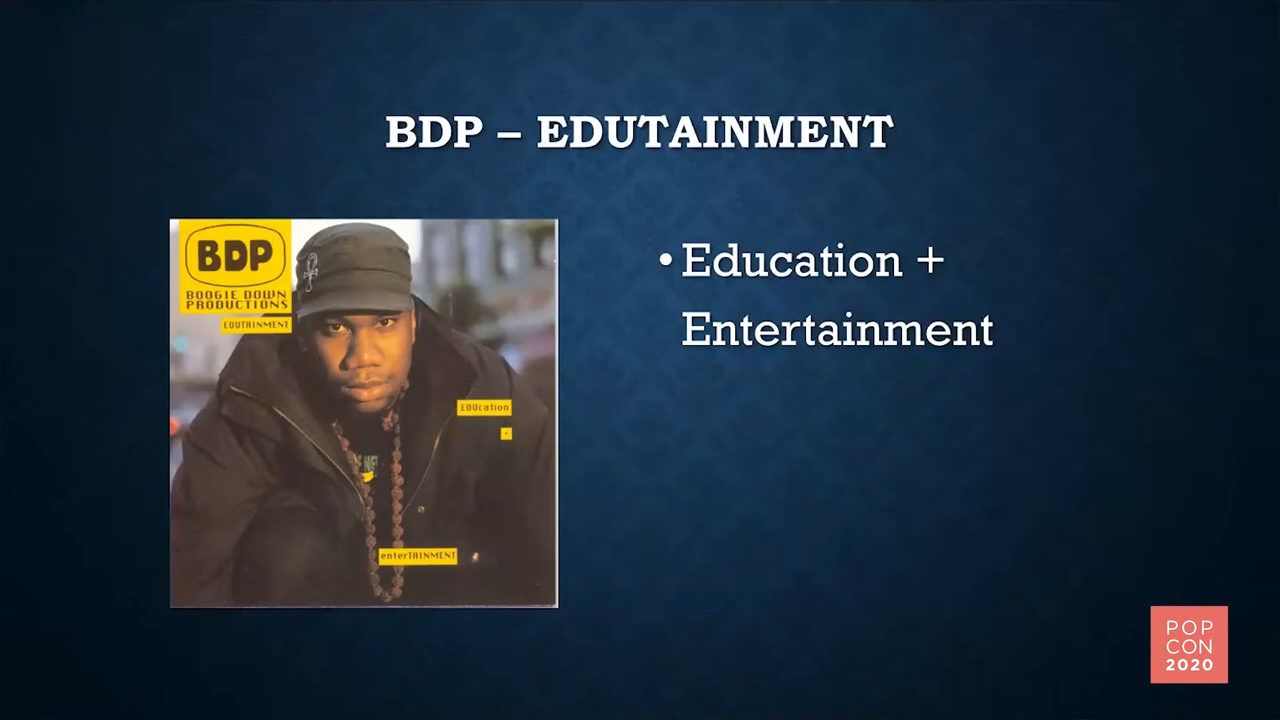 BDP – EDUTAINMENT
BDP
BOOGIE DOWN
PRODUCTIONS
EDUTAINMENT
EDUcation
+
enterTAINMENT
• Education +
Entertainment
POP
CON
2020